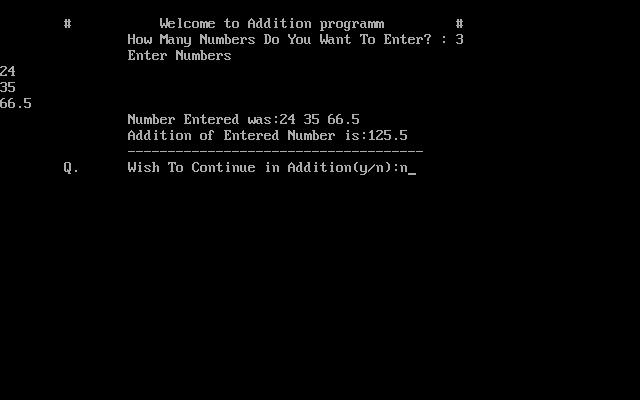 # Welcome to Addition programm #
How Many Numbers Do You Want To Enter? : 3
Enter Numbers
24
35
66.5
Number Entered was:24 35 66.5
Addition of Entered Number is:125.5
-------------------------------------
Q. Wish To Continue in Addition(y/n):n_